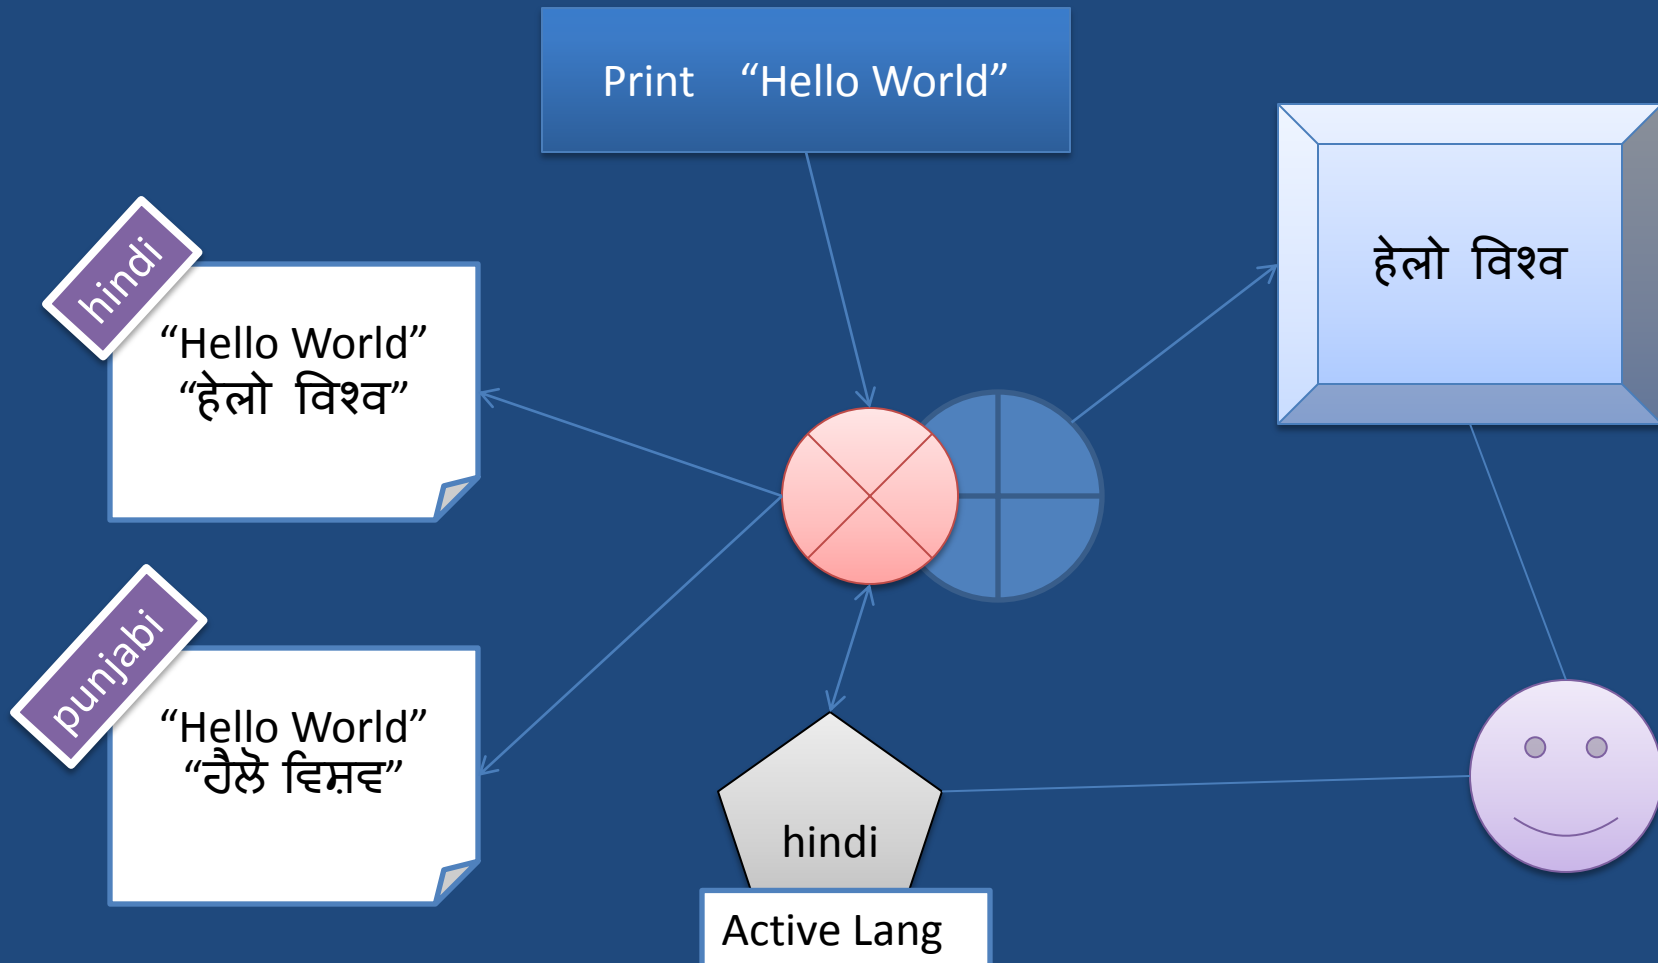 Print “Hello World”
हेलो विश्व
hindi
“Hello World”
“हेलो विश्व”
punjabi
“Hello World”
“ਹੈਲੋ ਵਿਸ਼ਵ”
hindi
Active Lang